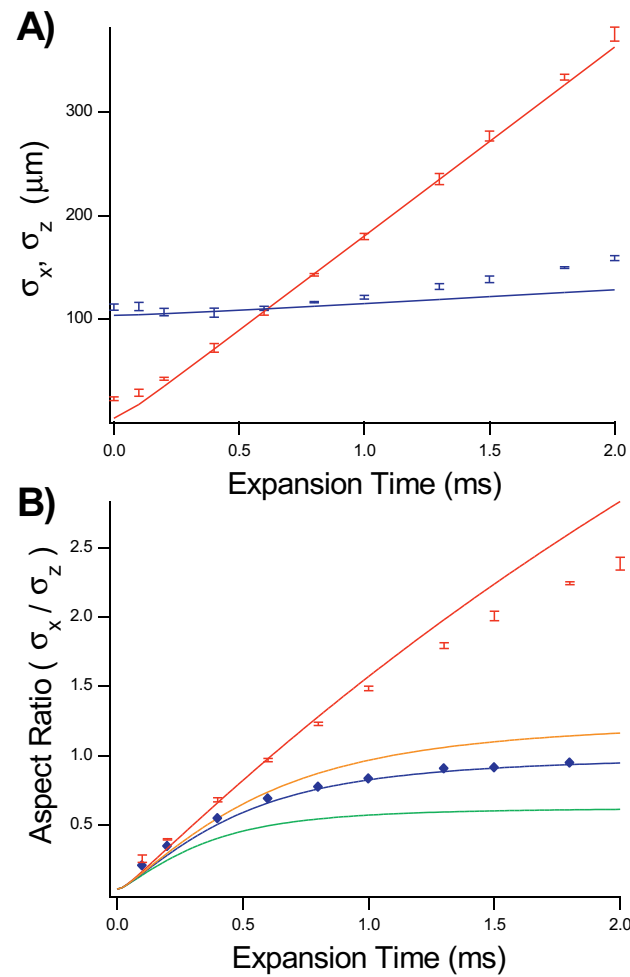 A)
300
200
100
σx, σz (μm)
0.0 0.5 1.0 1.5 2.0
Expansion Time (ms)
B)
2.5
2.0
1.5
1.0
0.5
Aspect Ratio ( σx / σz )
0.0 0.5 1.0 1.5 2.0
Expansion Time (ms)